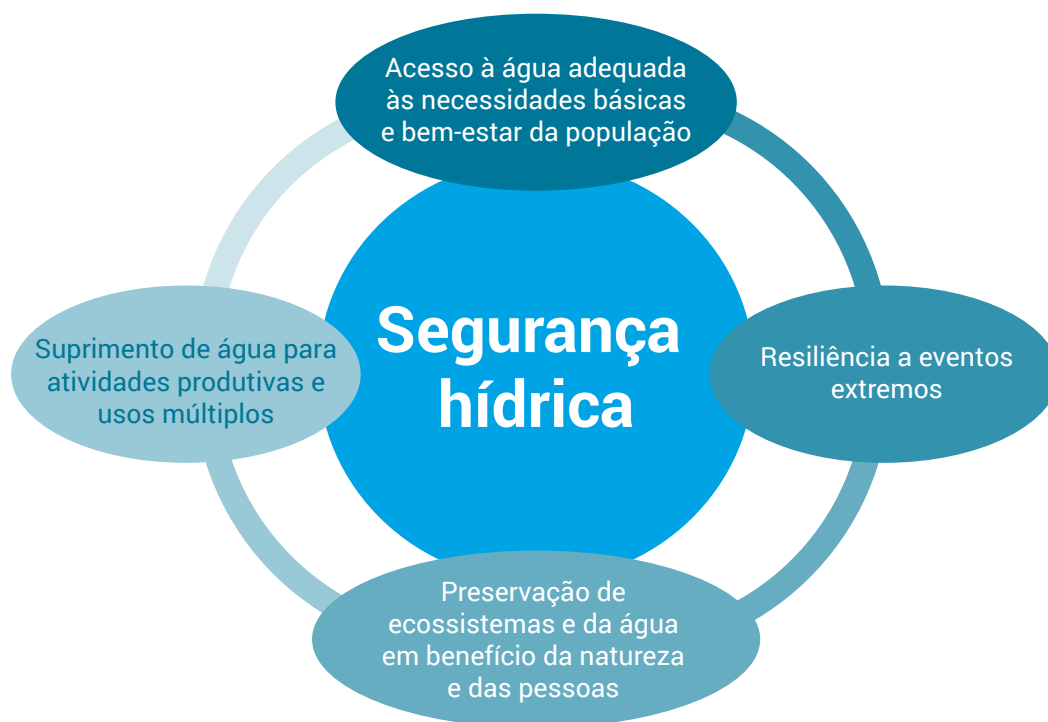 Acesso à água adequada
às necessidades básicas
e bem-estar da população
Segurança
hídrica
Suprimento de água para
atividades produtivas e
usos múltiplos
Resiliência a eventos
extremos
Preservação de
ecossistemas e da água
em benefício da natureza
e das pessoas